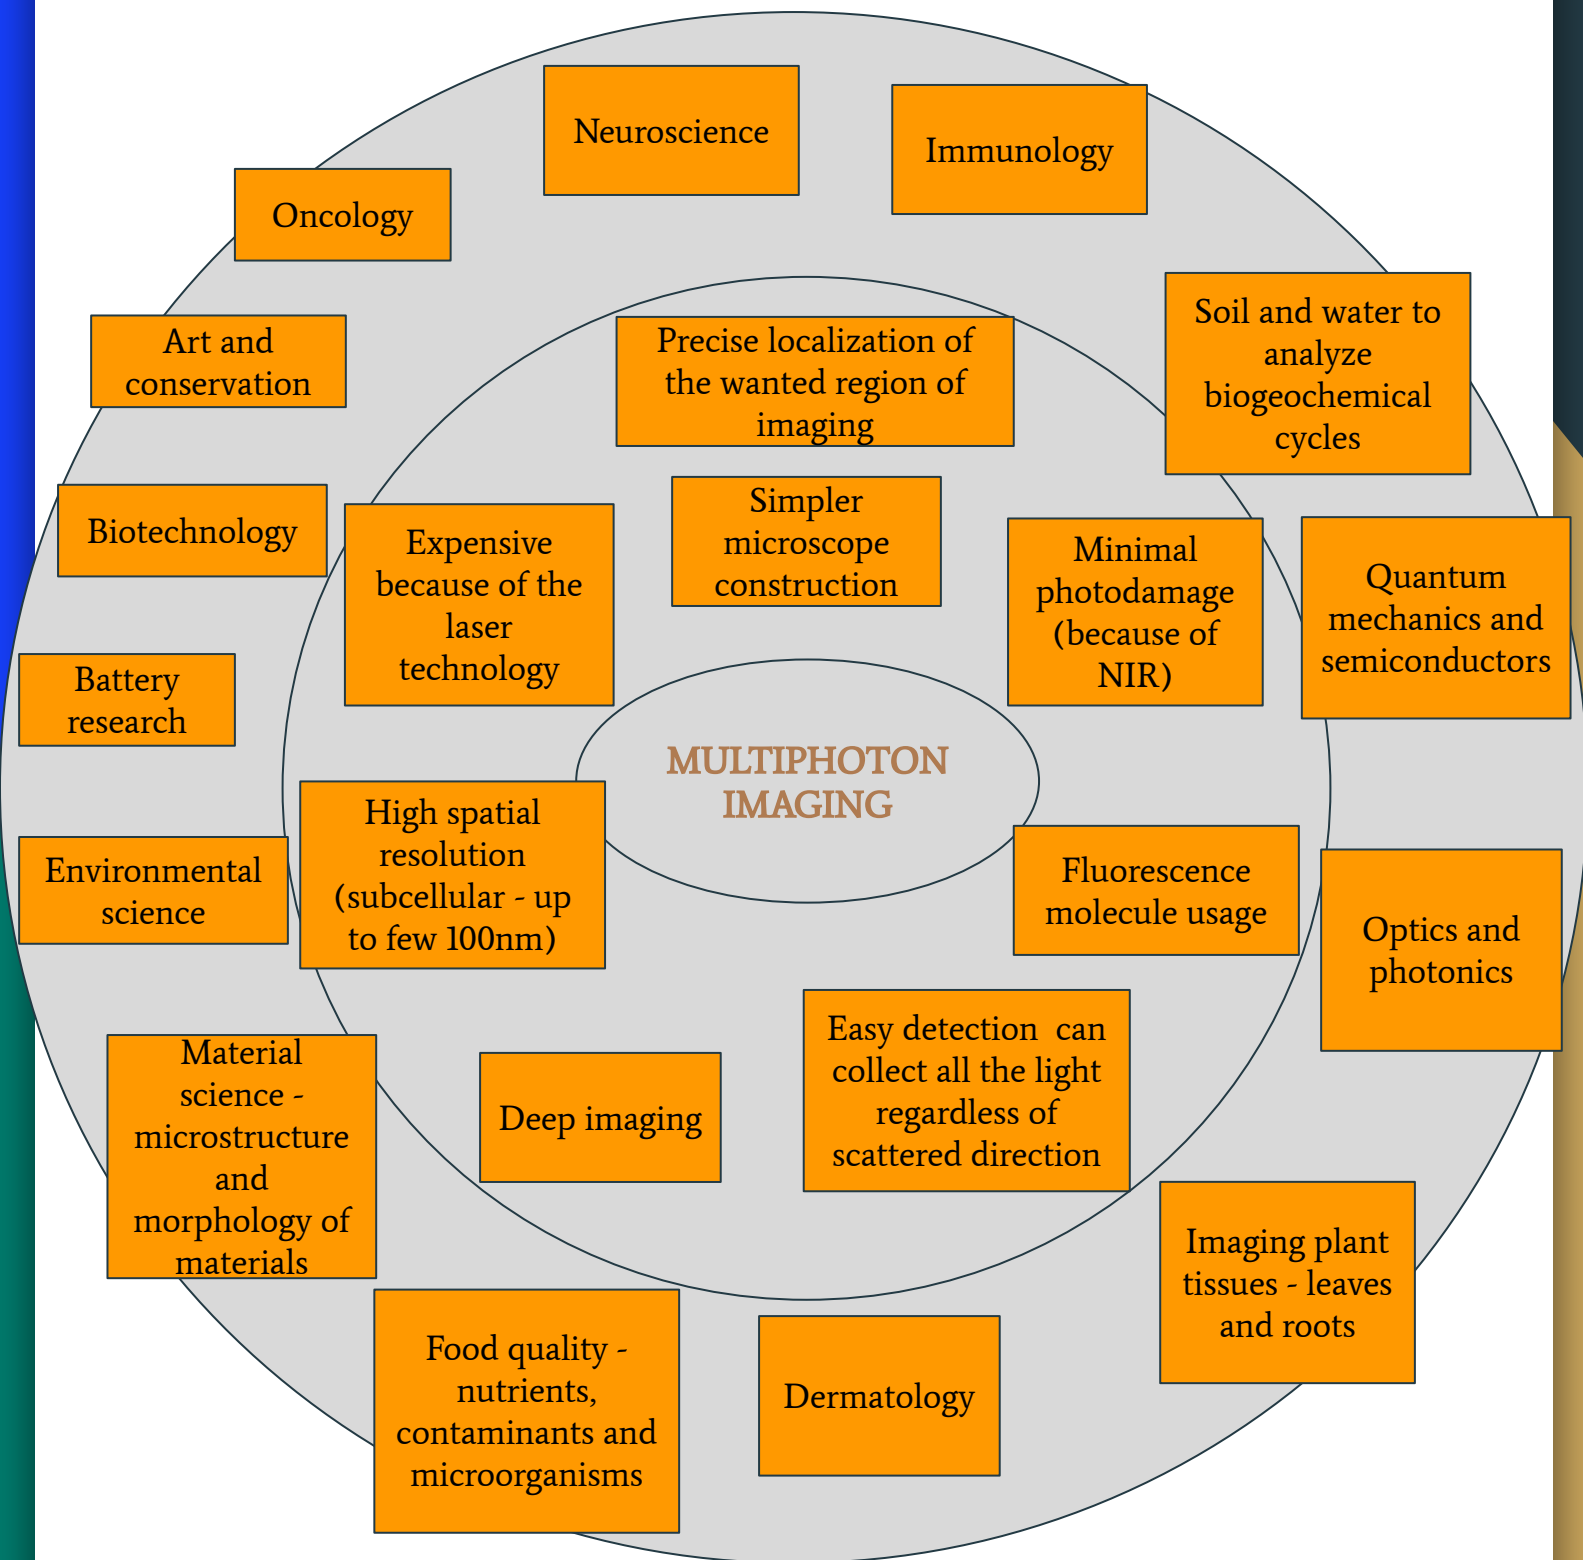 Neuroscience
Immunology
Oncology
Soil and water to
analyze
biogeochemical
cycles
Art and
conservation
Precise localization of
the wanted region of
imaging
Biotechnology
Expensive
because of the
laser
technology
Simpler
microscope
construction
Minimal
photodamage
(because of
NIR)
Quantum
mechanics and
semiconductors
Battery
research
MULTIPHOTON
IMAGING
High spatial
resolution
(subcellular - up
to few 100nm)
Environmental
science
Fluorescence
molecule usage
Optics and
photonics
Easy detection  can
collect all the light
regardless of
scattered direction
Material
science -
microstructure
and
morphology of
materials
Deep imaging
Imaging plant
tissues - leaves
and roots
Food quality -
nutrients,
contaminants and
microorganisms
Dermatology